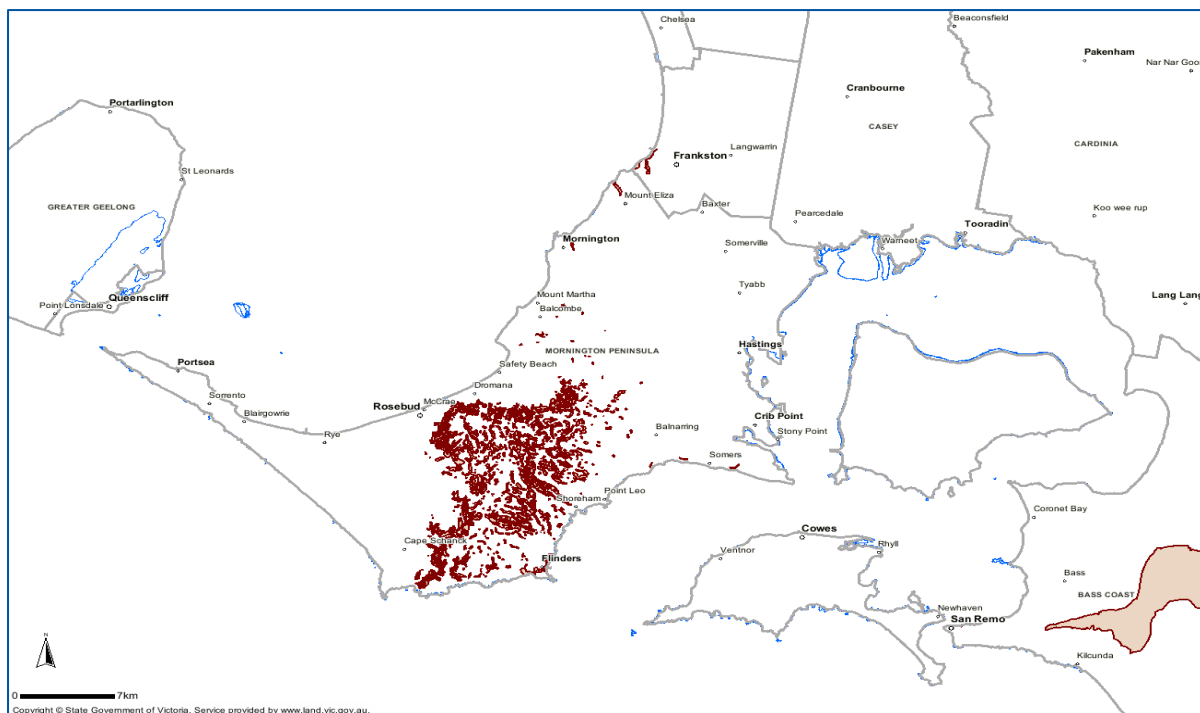 Chelsea
Beaconsfield
Pakenham
Nar Nar Goon
Cranbourne
Portarlington
CASEY
CARDINIA
Langwarrin
Frankston
St Leonards
Mount Eliza
GREATER GEELONG
Baxter
Pearcedale
Koo wee rup
Tooradin
Mornington
Somerville
Warneet
Tyabb
Mount Martha
Queenscliff
Point Lonsdale
Balcombe
Lang Lang
Hastings
MORNINGTON PENINSULA
Portsea
Safety Beach
Dromana
Sorrento
McCrae
Rosebud
Blairgowrie
Crib Point
Rye
Balnarring
Stony Point
Somers
Point Leo
Shoreham
Coronet Bay
Cowes
Cape Schanck
Ventnor
Rhyll
Flinders
Bass
BASS COAST
Newhaven
San Remo
N
Kilcunda
0 7km
Copyright © State Government of Victoria. Service provided by www.land.vic.gov.au.